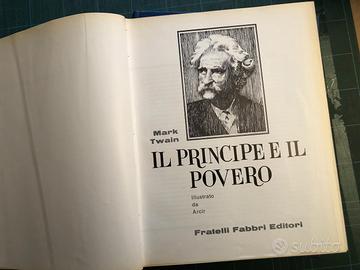 Mark
Twain
IL PRINCIPE E IL
POVERO
Illustrato
da
Arcir
Fratelli Fabbri Editori
subito